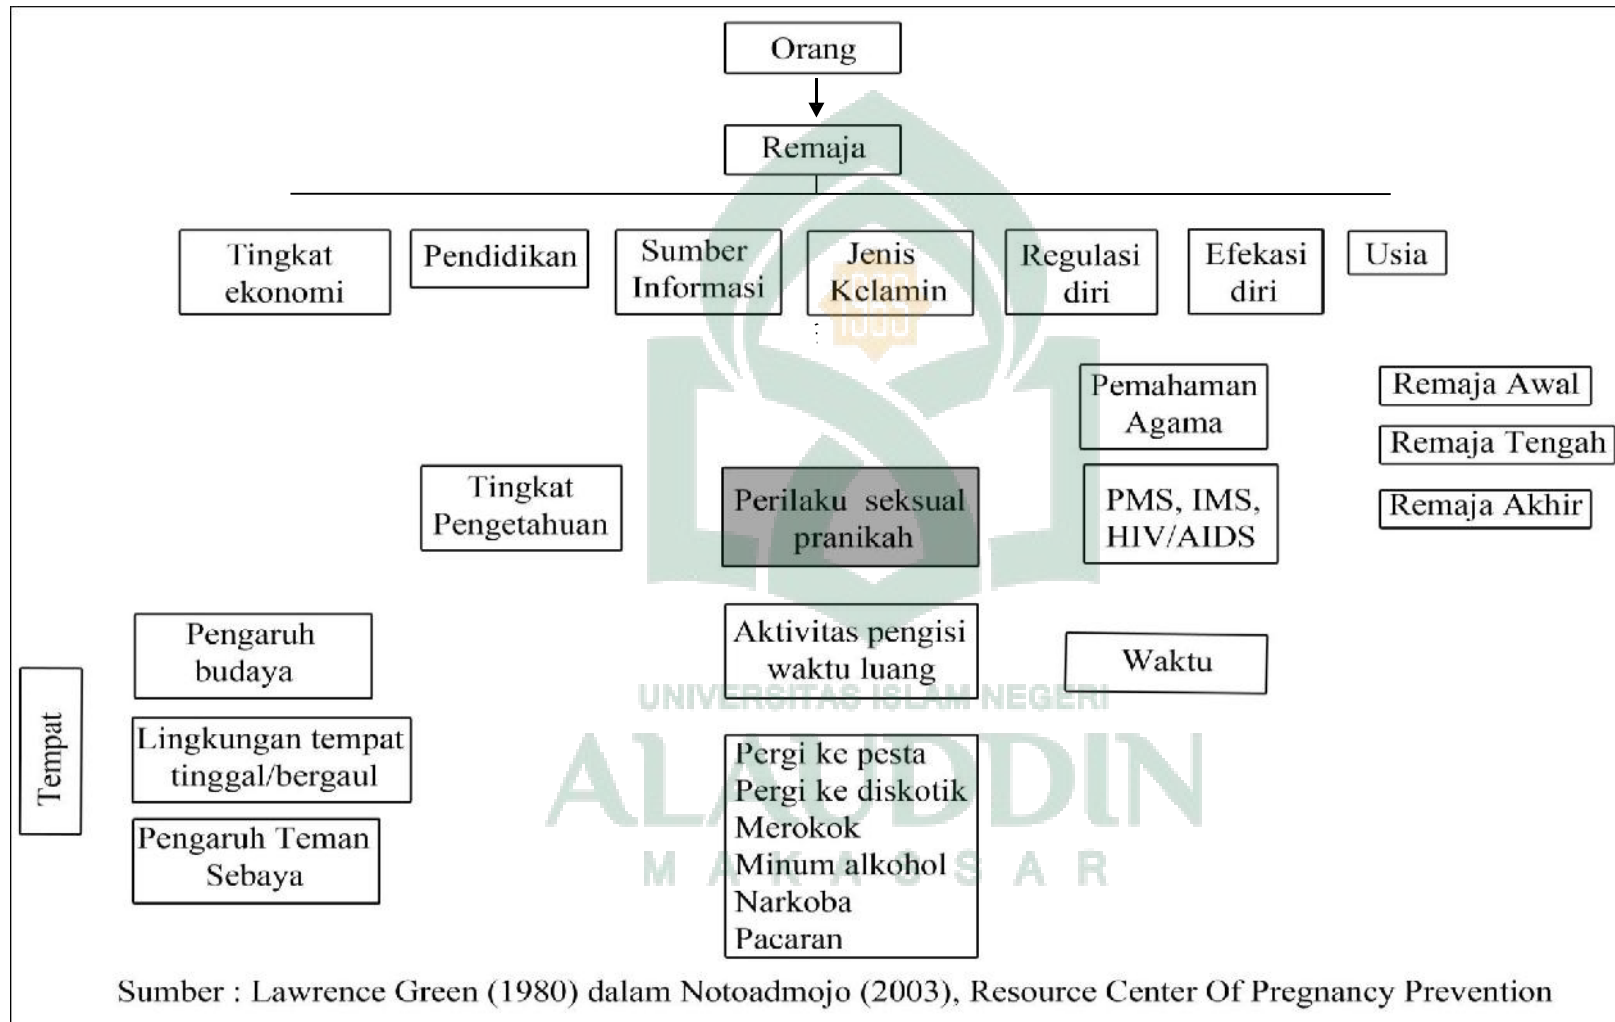 Orang
Remaja
Tingkat
ekonomi
Pendidikan
Sumber
Informasi
Jenis
Kelamin
Regulasi
diri
Efekasi
diri
Usia
1965
Pemahaman
Agama
Remaja Awal
Remaja Tengah
Remaja Akhir
Tingkat
Pengetahuan
Perilaku seksual
pranikah
PMS, IMS,
HIV/AIDS
Tempat
Pengaruh
budaya
Lingkungan tempat
tinggal/bergaul
Pengaruh Teman
Sebaya
Aktivitas pengisi
waktu luang
Waktu
Pergi ke pesta
Pergi ke diskotik
Merokok
Minum alkohol
Narkoba
Pacaran
UNIVERSITAS ISLAM NEGERI
ALAUDDIN
MAKASSAR
Sumber : Lawrence Green (1980) dalam Notoadmojo (2003), Resource Center Of Pregnancy Prevention